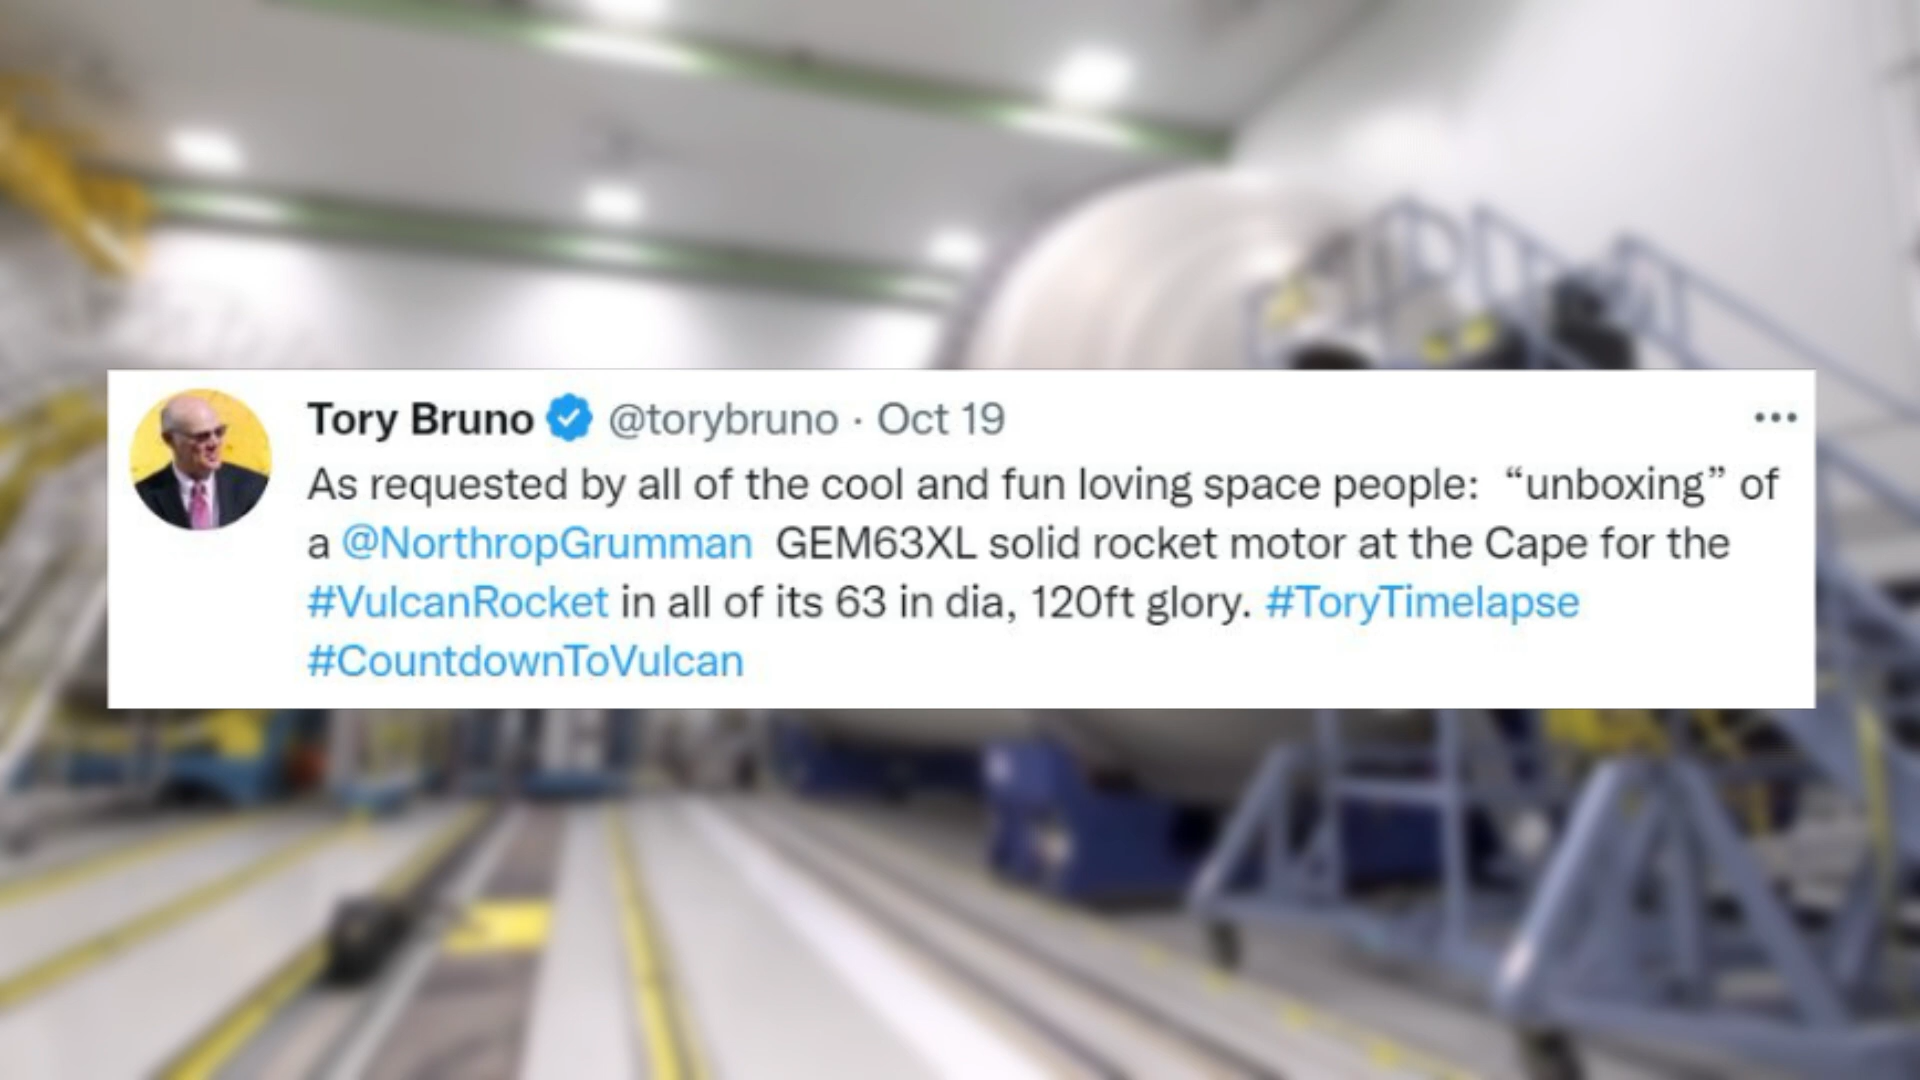 Tory Bruno @torybruno · Oct 19
As requested by all of the cool and fun loving space people:  “unboxing” of
a @NorthropGrumman  GEM63XL solid rocket motor at the Cape for the
#VulcanRocket in all of its 63 in dia, 120ft glory. #ToryTimelapse
#CountdownToVulcan